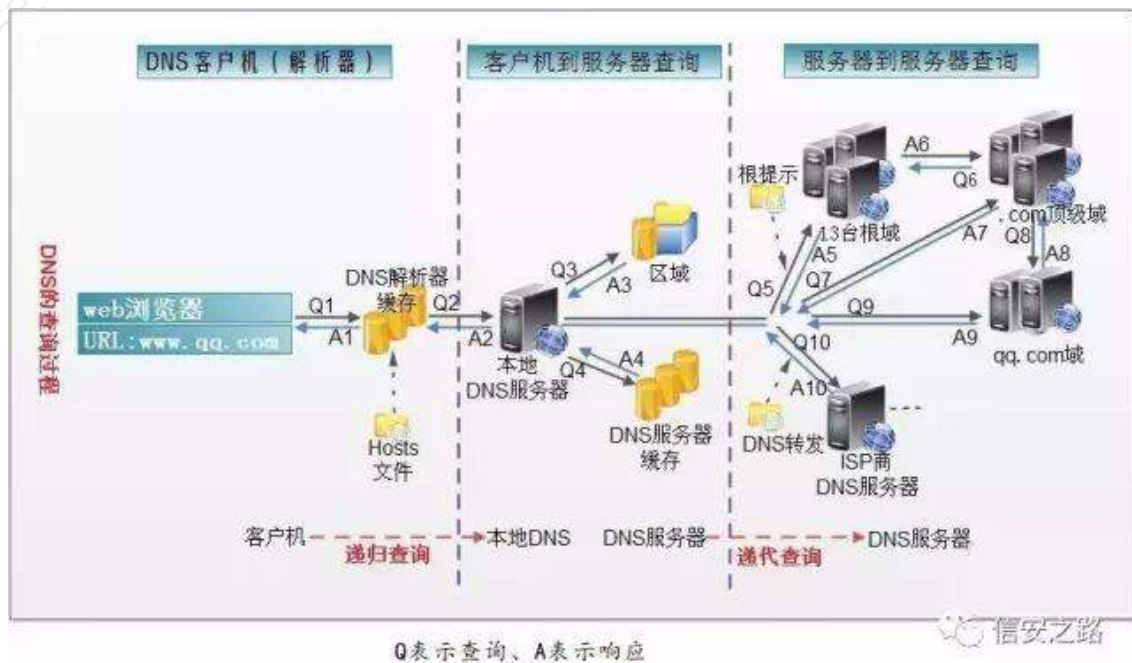 DNS客户机(解析器)
客户机到服务器查询
服务器到服务器查询
DNS的查询过程
web浏览器
URL:www.qq.com
Q1
A1
DNS解析器
缓存
Hosts
文件
Q2
A2
本地
DNS服务器
Q3
A3
区域
Q4
A4
DNS服务器
缓存
根提示
13台根域
Q5
A5
A6
Q6
.com顶级域
Q7
A7
Q8
A8
Q9
A9
qq.com域
Q10
A10
DNS转发
ISP商
DNS服务器
客户机
递归查询
本地DNS
DNS服务器
递代查询
DNS服务器
信安之路
Q表示查询、A表示响应